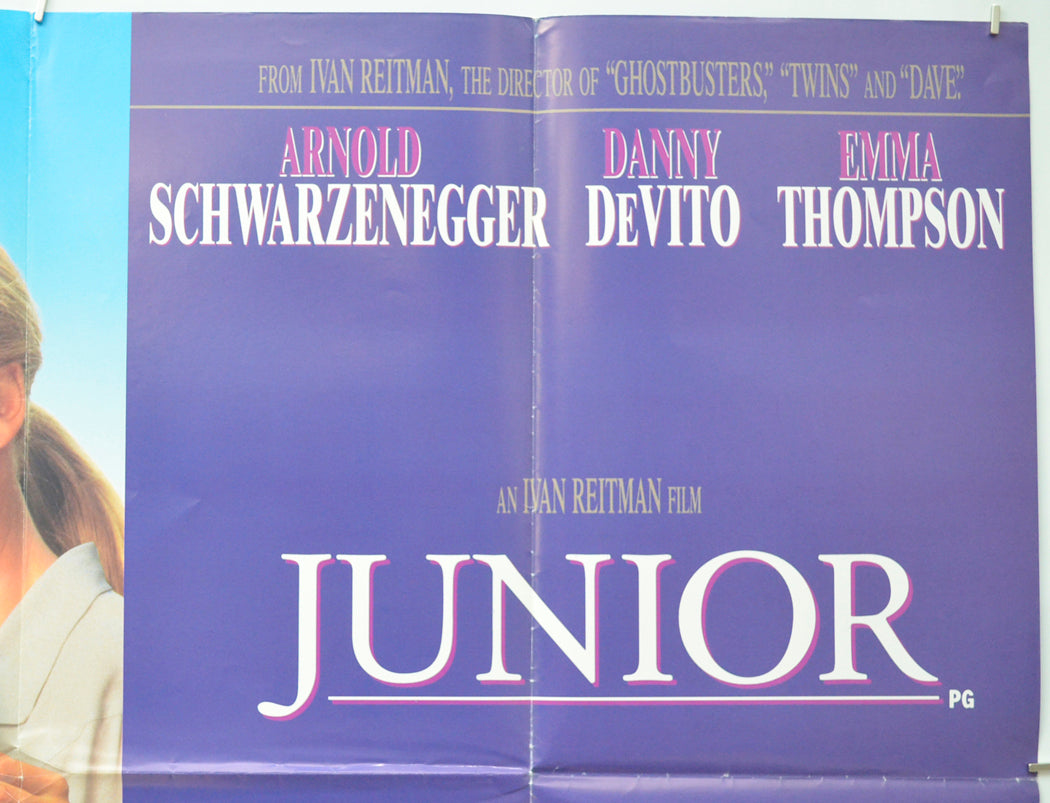 FROM IVAN REITMAN, THE DIRECTOR OF "GHOSTBUSTERS," "TWINS" AND "DAVE".
ARNOLD DANNY EMMA
SCHWARZENEGGER DeVITO THOMPSON
AN IVAN REITMAN FILM
JUNIOR
PG